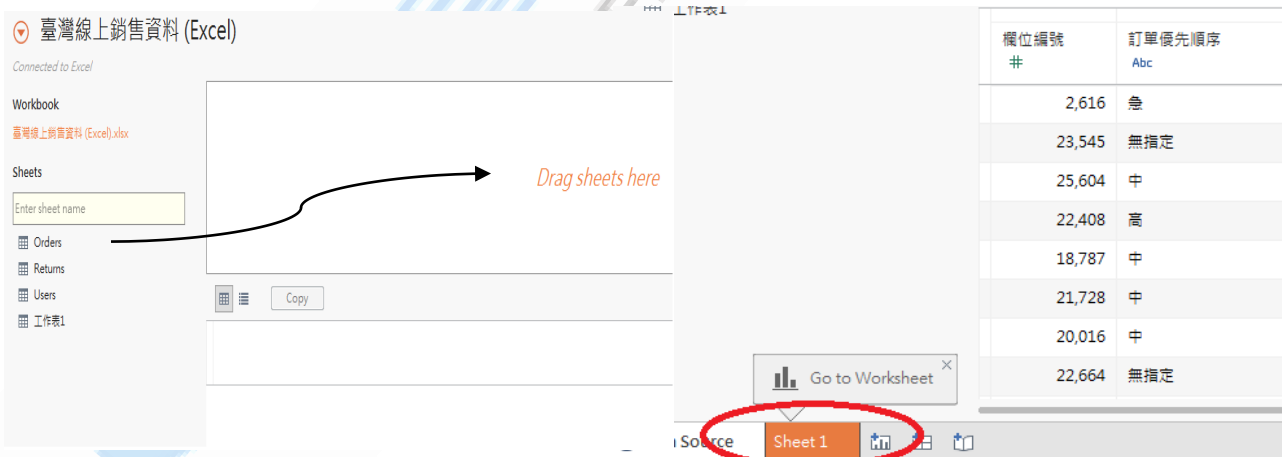 臺灣線上銷售資料 (Excel)
Connected to Excel
Workbook
臺灣線上銷售資料 (Excel).xlsx
Sheets
Enter sheet name
Orders
Returns
Users
工作表1
Drag sheets here
Copy
工作表1
欄位編號 訂單優先順序
# Abc
2,616 急
23,545 無指定
25,604 中
22,408 高
18,787 中
21,728 中
20,016 中
22,664 無指定
Go to Worksheet
Source Sheet 1